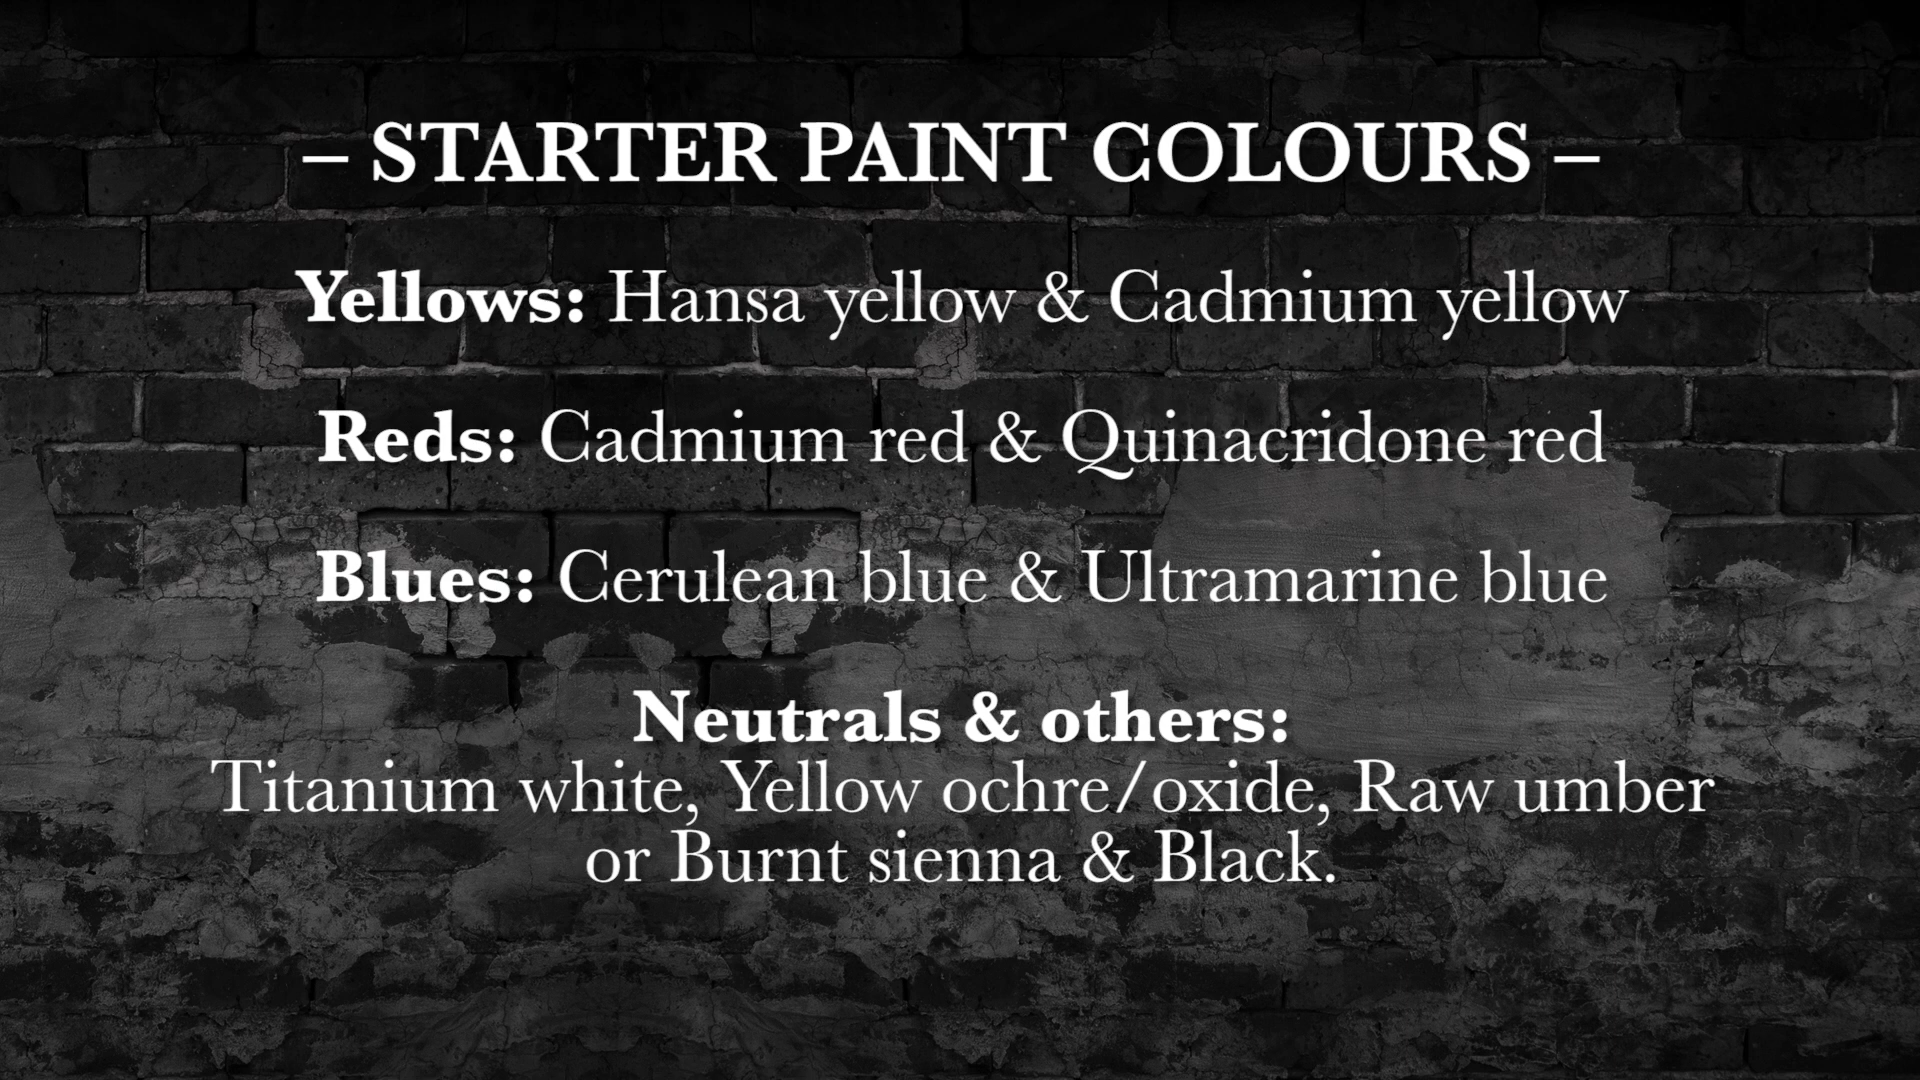 – STARTER PAINT COLOURS –
Yellows: Hansa yellow & Cadmium yellow
Reds: Cadmium red & Quinacridone red
Blues: Cerulean blue & Ultramarine blue
Neutrals & others:
Titanium white, Yellow ochre/oxide, Raw umber
or Burnt sienna & Black.